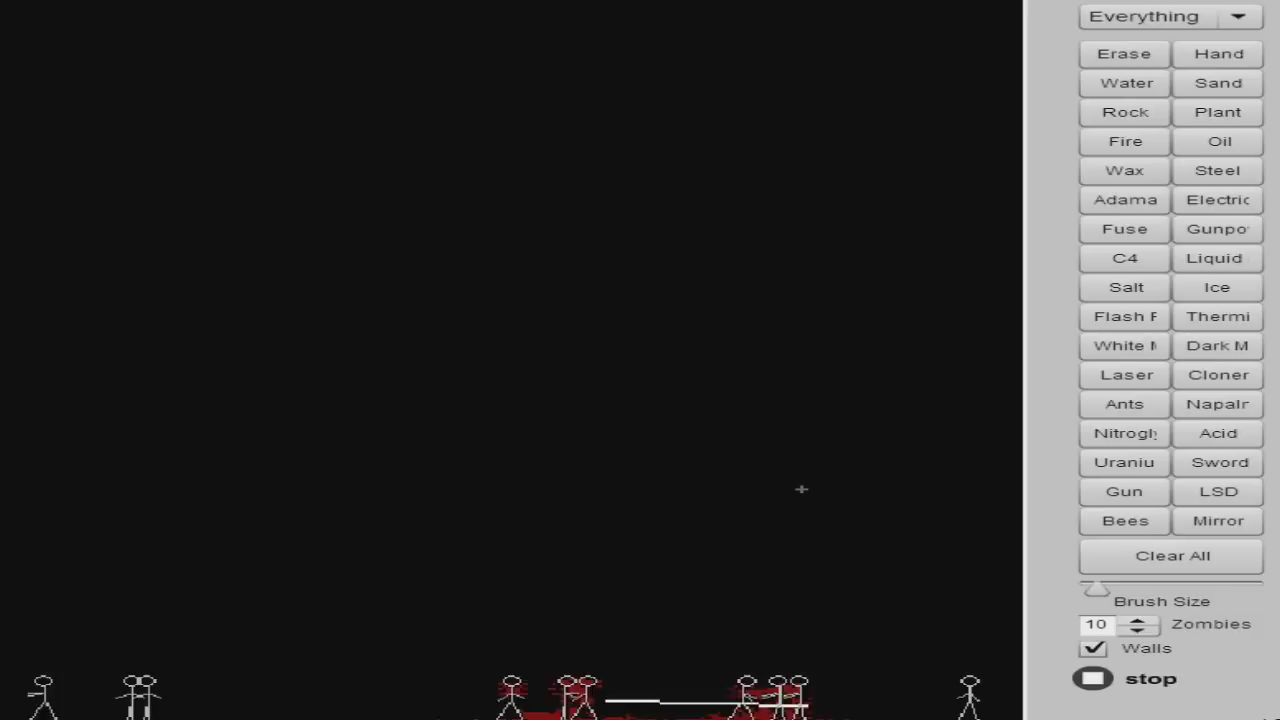 Everything
Erase Hand
Water Sand
Rock Plant
Fire Oil
Wax Steel
Adama Electric
Fuse Gunpo
C4 Liquid
Salt Ice
Flash F Thermi
White M Dark M
Laser Cloner
Ants Napalm
Nitrogly Acid
Uraniu Sword
Gun LSD
Bees Mirror
Clear All
Brush Size
10 Zombies
Walls
stop